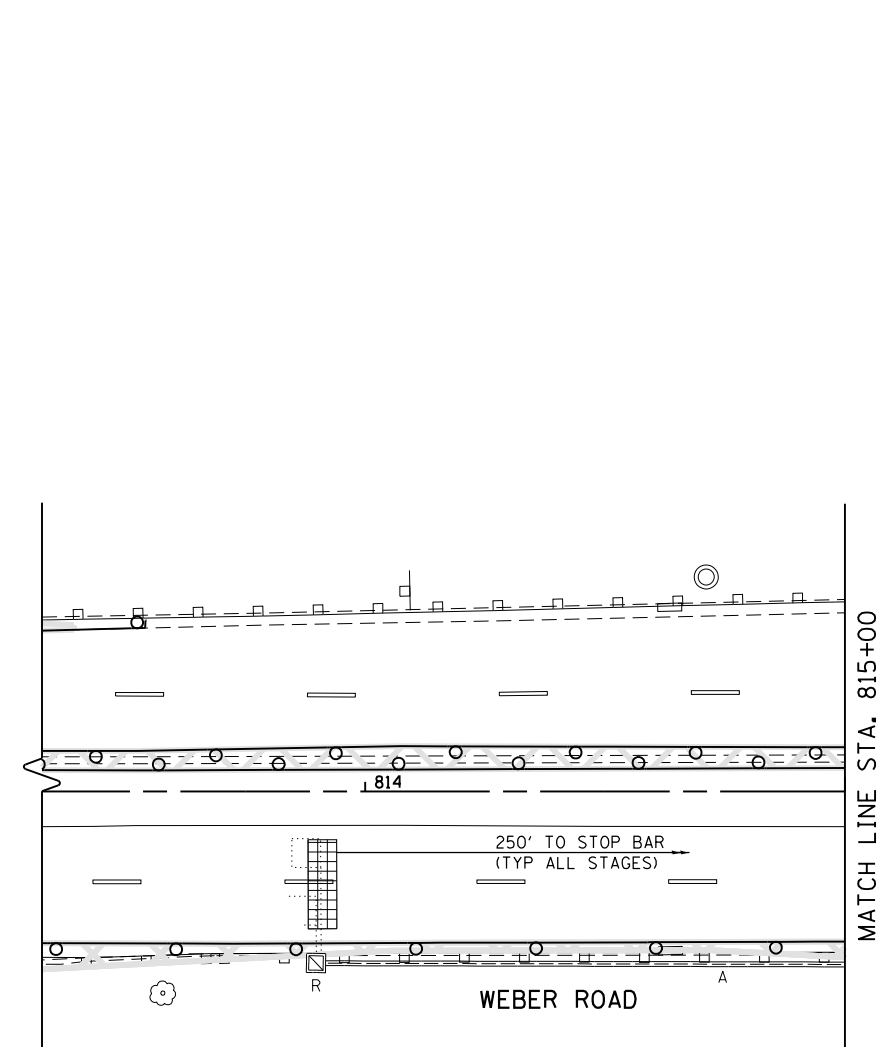 814
250' TO STOP BAR
(TYP ALL STAGES)
R
A
WEBER ROAD
MATCH LINE STA. 815+00